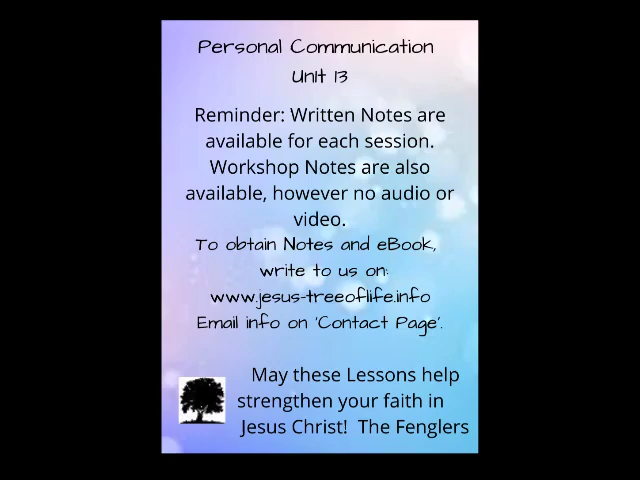 Personal Communication
Unit 13
Reminder: Written Notes are
available for each session.
Workshop Notes are also
available, however no audio or
video.
To obtain Notes and eBook,
write to us on:
www.jesus-treeoflife.info
Email info on 'Contact Page'.
May these Lessons help
strengthen your faith in
Jesus Christ! The Fenglers